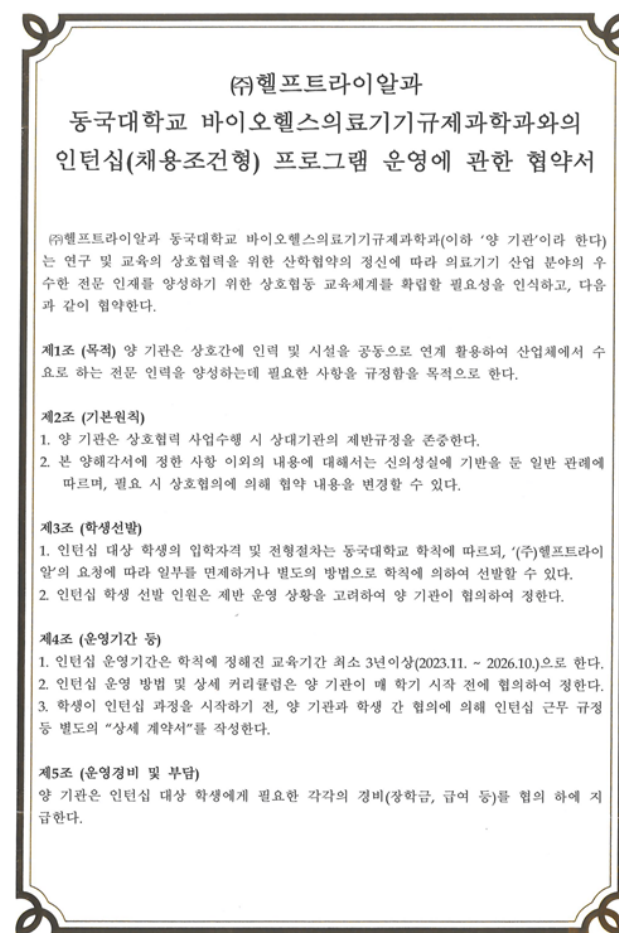 ㈜헬프트라이알과
동국대학교 바이오헬스의료기기규제과학과와의
인턴십(채용조건형) 프로그램 운영에 관한 협약서
㈜헬프트라이알과 동국대학교 바이오헬스의료기기규제과학과(이하 '양 기관'이라 한다)
는 연구 및 교육의 상호협력을 위한 산학협약의 정신에 따라 의료기기 산업 분야의 우
수한 전문 인재를 양성하기 위한 상호협동 교육체계를 확립할 필요성을 인식하고, 다음
과 같이 협약한다.
제1조 (목적) 양 기관은 상호간에 인력 및 시설을 공동으로 연계 활용하여 산업체에서 수
요로 하는 전문 인력을 양성하는데 필요한 사항을 규정함을 목적으로 한다.
제2조 (기본원칙)
1. 양 기관은 상호협력 사업수행 시 상대기관의 제반규정을 존중한다.
2. 본 양해각서에 정한 사항 이외의 내용에 대해서는 신의성실에 기반을 둔 일반 관례에
따르며, 필요 시 상호협의에 의해 협약 내용을 변경할 수 있다.
제3조 (학생선발)
1. 인턴십 대상 학생의 입학자격 및 전형절차는 동국대학교 학칙에 따르되, '(주)헬프트라이
알'의 요청에 따라 일부를 면제하거나 별도의 방법으로 학칙에 의하여 선발할 수 있다.
2. 인턴십 학생 선발 인원은 제반 운영 상황을 고려하여 양 기관이 협의하여 정한다.
제4조 (운영기간 등)
1. 인턴십 운영기간은 학칙에 정해진 교육기간 최소 3년이상(2023.11. ~ 2026.10.)으로 한다.
2. 인턴십 운영 방법 및 상세 커리큘럼은 양 기관이 매 학기 시작 전에 협의하여 정한다.
3. 학생이 인턴십 과정을 시작하기 전, 양 기관과 학생 간 협의에 의해 인턴십 근무 규정
등 별도의 "상세 계약서"를 작성한다.
제5조 (운영경비 및 부담)
양 기관은 인턴십 대상 학생에게 필요한 각각의 경비(장학금, 급여 등)를 협의 하에 지
급한다.